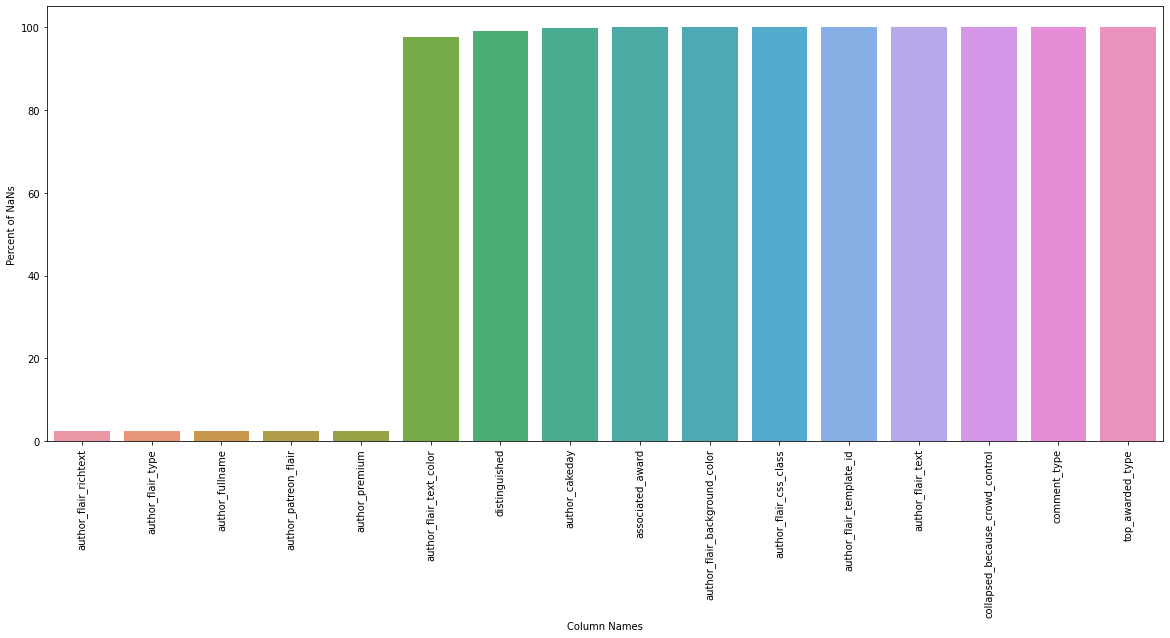 100
80
60
40
20
0
Percent of NaNs
author_flair_richtext
author_flair_type
author_fullname
author_patreon_flair
author_premium
author_flair_text_color
distinguished
author_cakeday
associated_award
author_flair_background_color
author_flair_css_class
author_flair_template_id
author_flair_text
collapsed_because_crowd_control
comment_type
top_awarded_type
Column Names